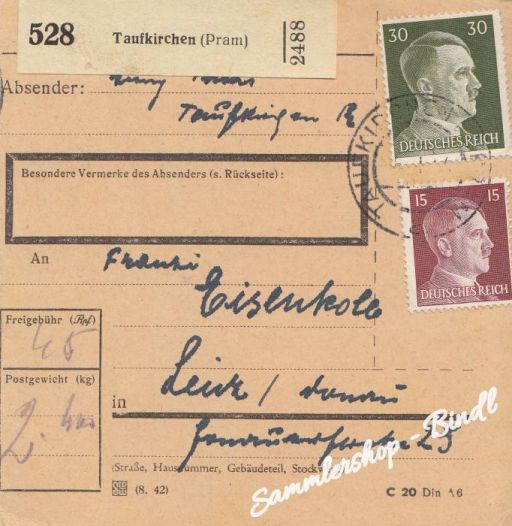 528 Taufkirchen (Pram) 2488
30 30
DEUTSCHES REICH
Absender:
Taufkirchen
15 15
DEUTSCHES REICH
Besondere Vermerke des Absenders (s. Rückseite):
An
Eisenkolb
Freigebühr (Rpf)
45
Postgewicht (kg)
2.
in
Linz / Donau
25
(Straße, Hausnummer, Gebäudeteil, Stockw
(8. 42)
C 20 Din A6
Sammlershop-Bindl